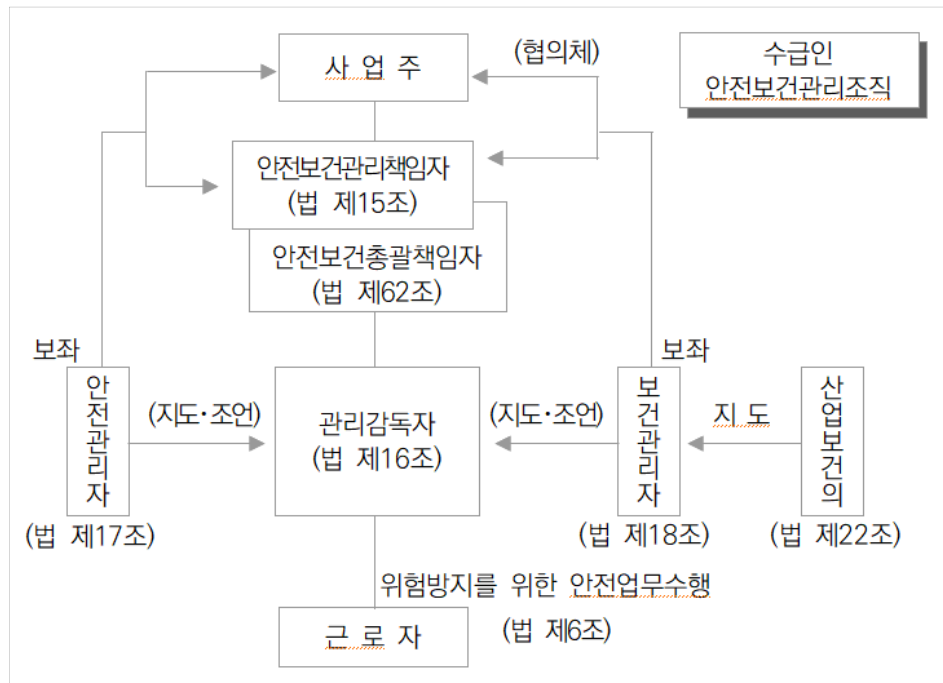 사 업 주
(협의체)
수급인
안전보건관리조직
안전보건관리책임자
(법 제15조)
안전보건총괄책임자
(법 제62조)
보좌
안전관리자
(법 제17조)
(지도·조언)
관리감독자
(법 제16조)
(지도·조언)
보좌
보건관리자
(법 제18조)
지 도
산업보건의
(법 제22조)
위험방지를 위한 안전업무수행
(법 제6조)
근 로 자